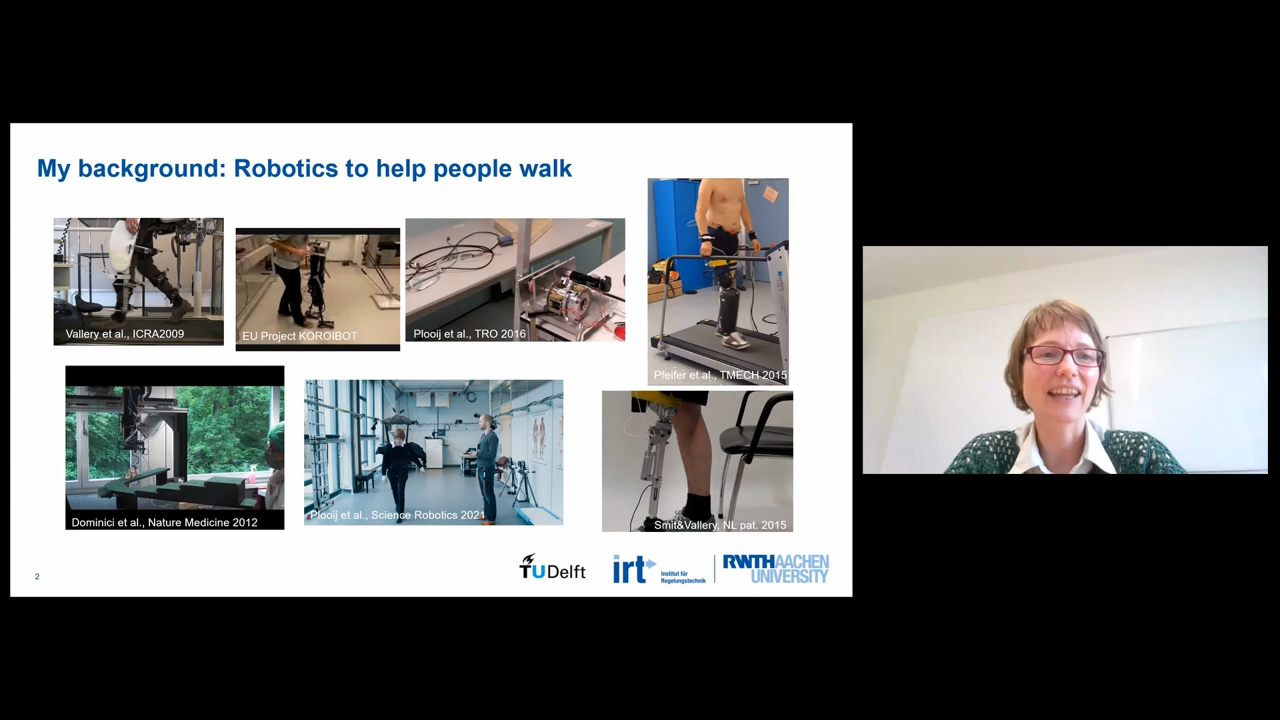 My background: Robotics to help people walk
Vallery et al., ICRA2009
EU Project KOROIBOT
Plooij et al., TRO 2016
Pfeifer et al., TMECH 2015
Dominici et al., Nature Medicine 2012
Plooij et al., Science Robotics 2021
Smit&Vallery, NL pat. 2015
2
TUDelft
irt
Institut für
Regelungstechnik
RWTHAACHEN
UNIVERSITY